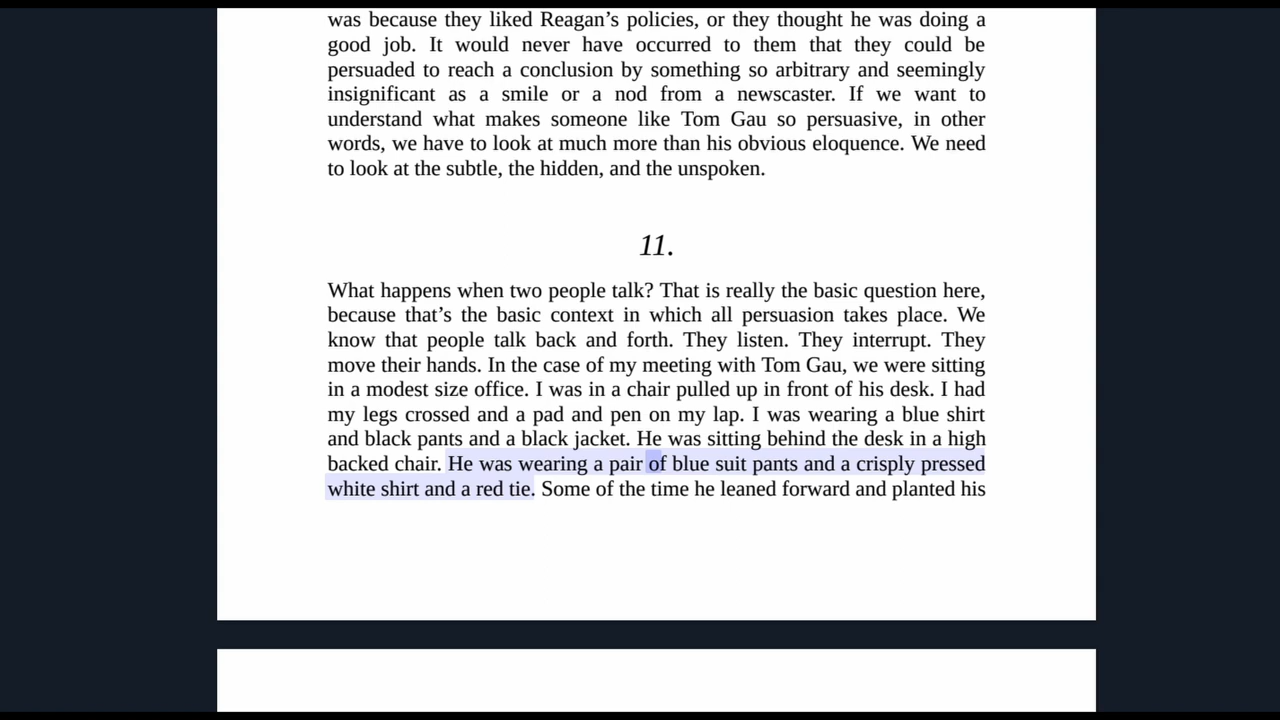 was because they liked Reagan’s policies, or they thought he was doing a
good job. It would never have occurred to them that they could be
persuaded to reach a conclusion by something so arbitrary and seemingly
insignificant as a smile or a nod from a newscaster. If we want to
understand what makes someone like Tom Gau so persuasive, in other
words, we have to look at much more than his obvious eloquence. We need
to look at the subtle, the hidden, and the unspoken.
11.
What happens when two people talk? That is really the basic question here,
because that’s the basic context in which all persuasion takes place. We
know that people talk back and forth. They listen. They interrupt. They
move their hands. In the case of my meeting with Tom Gau, we were sitting
in a modest size office. I was in a chair pulled up in front of his desk. I had
my legs crossed and a pad and pen on my lap. I was wearing a blue shirt
and black pants and a black jacket. He was sitting behind the desk in a high
backed chair. He was wearing a pair of blue suit pants and a crisply pressed
white shirt and a red tie. Some of the time he leaned forward and planted his